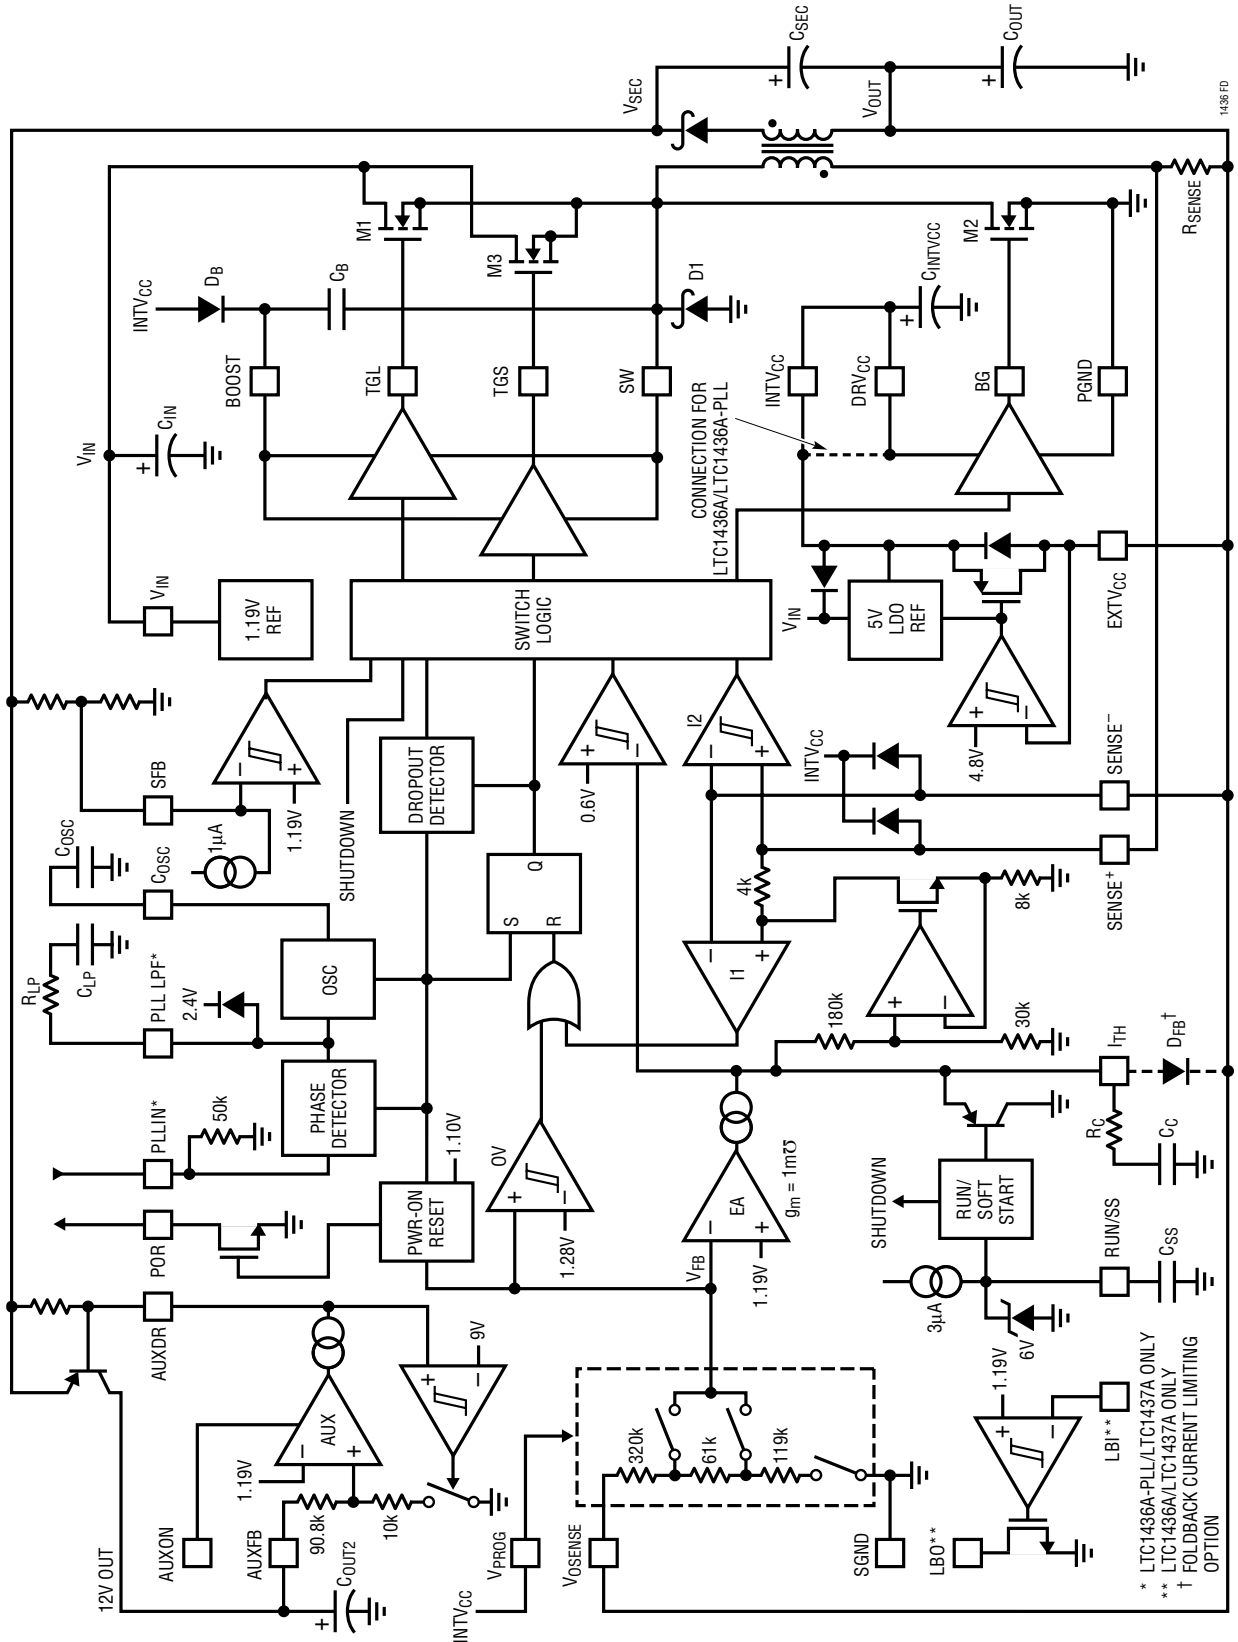 V_IN
C_IN
INTV_CC
D_B
BOOST
C_B
TGL
M1
TGS
M3
SW
D1
V_SEC
C_SEC
V_OUT
C_OUT
1436 FD
R_SENSE
CONNECTION FOR
LTC1436A/LTC1436A-PLL
INTV_CC
DRV_CC
C_INTVCC
BG
M2
PGND
V_IN
1.19V
REF
SWITCH
LOGIC
V_IN
5V
LDO
REF
EXTV_CC
4.8V
SFB
1µA
1.19V
SHUTDOWN
DROPOUT
DETECTOR
0.6V
I2
INTV_CC
SENSE–
SENSE+
C_OSC
C_OSC
R_LP
C_LP
PLL LPF*
2.4V
OSC
S
R
Q
4k
I1
8k
180k
30k
I_TH
D_FB†
R_C
C_C
PLLIN*
50k
PHASE
DETECTOR
1.10V
OV
1.28V
POR
PWR-ON
RESET
V_FB
EA
g_m = 1m℧
1.19V
SHUTDOWN
RUN/
SOFT
START
RUN/SS
C_SS
3µA
6V
AUXDR
9V
AUX
1.19V
AUXON
AUXFB
90.8k
10k
12V OUT
C_OUT2
INTV_CC
V_PROG
V_OSENSE
320k
61k
119k
SGND
1.19V
LBI**
LBO**
* LTC1436A-PLL/LTC1437A ONLY
** LTC1436A/LTC1437A ONLY
† FOLDBACK CURRENT LIMITING
OPTION